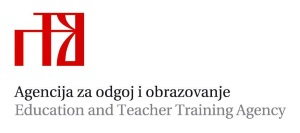 Agencija za odgoj i obrazovanje
Education and Teacher Training Agency